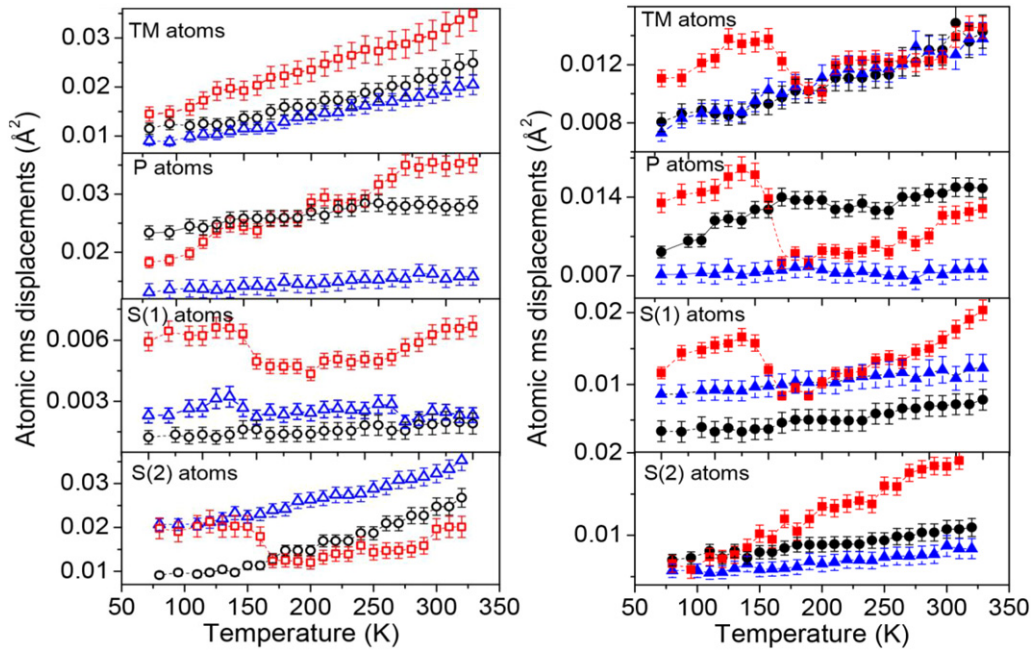 TM atoms
0.03
0.02
0.01
P atoms
0.03
0.02
S(1) atoms
0.006
0.003
S(2) atoms
0.03
0.02
0.01
50 100 150 200 250 300 350
Temperature (K)
Atomic ms displacements (Å²)
TM atoms
0.012
0.008
P atoms
0.014
0.007
S(1) atoms
0.02
0.01
S(2) atoms
0.02
0.01
50 100 150 200 250 300 350
Temperature (K)
Atomic ms displacements (Å²)